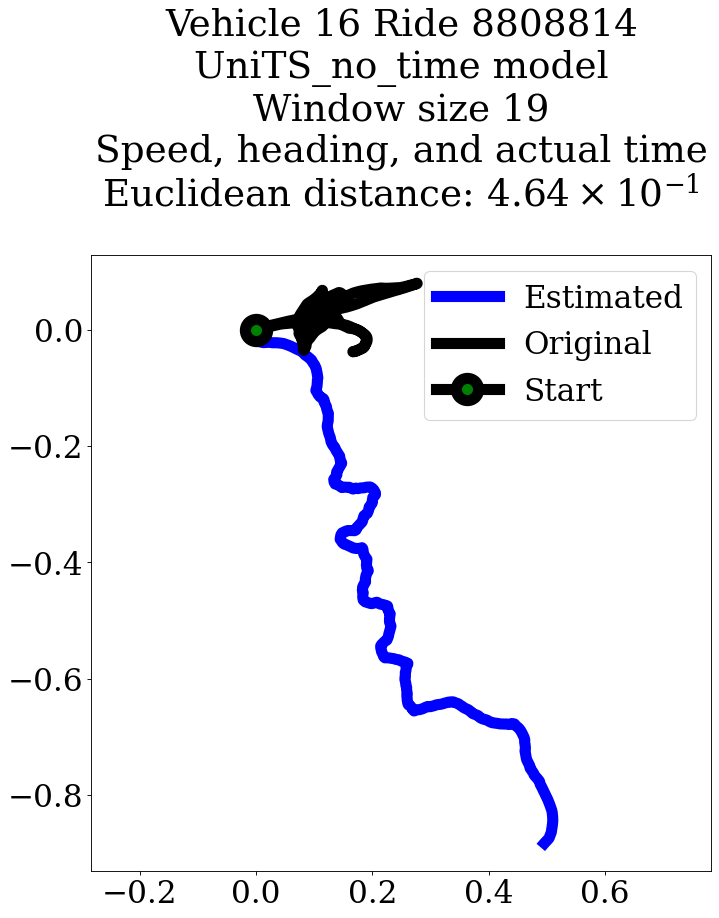 Vehicle 16 Ride 8808814
UniTS_no_time model
Window size 19
Speed, heading, and actual time
Euclidean distance: 4.64 × 10⁻¹
Estimated
Original
Start
0.0
−0.2
−0.4
−0.6
−0.8
−0.2 0.0 0.2 0.4 0.6